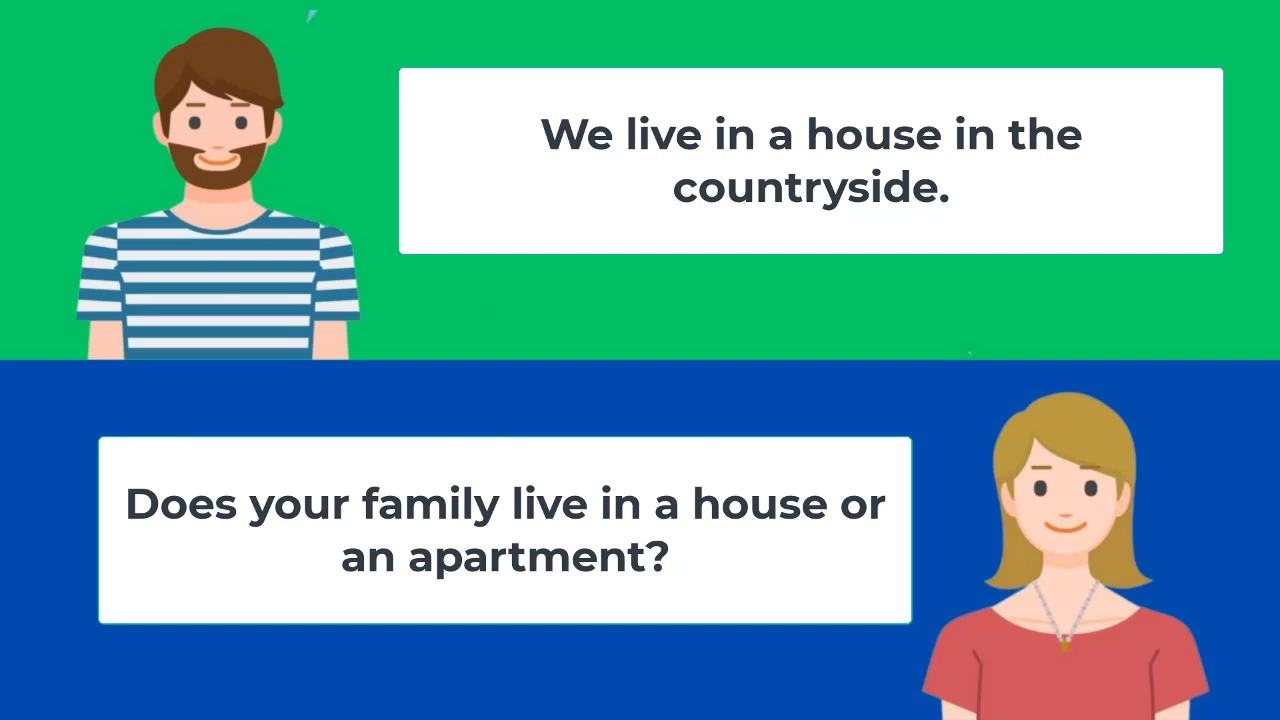 We live in a house in the
countryside.
Does your family live in a house or
an apartment?